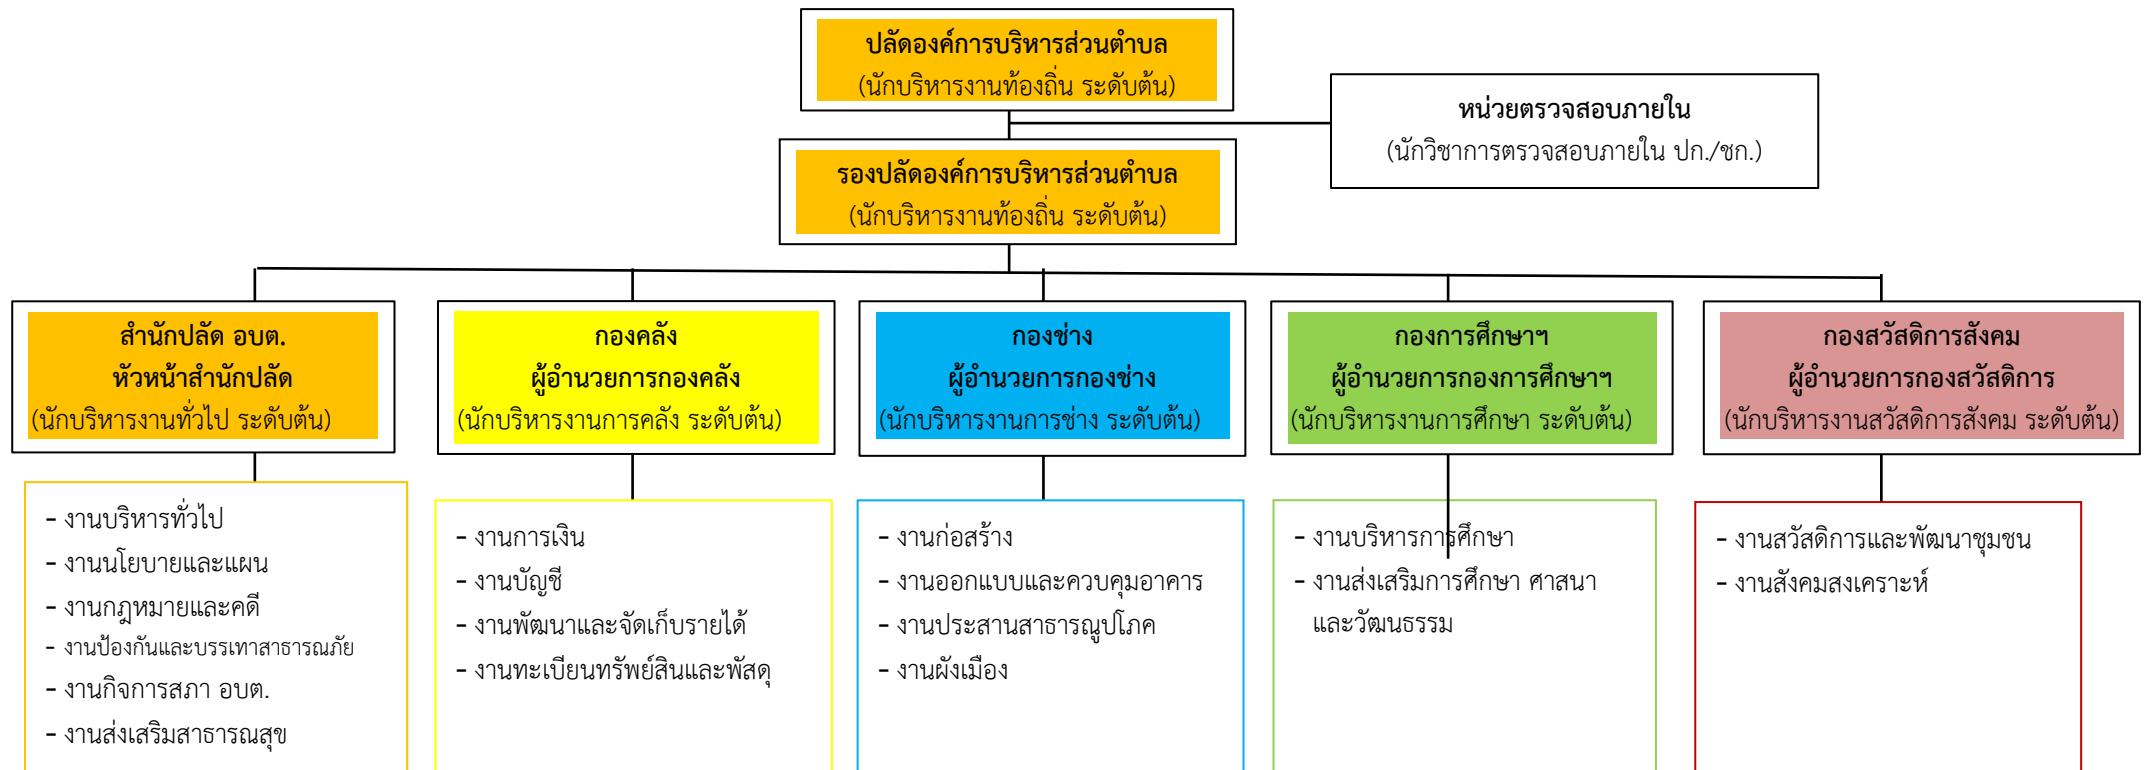 ปลัดองค์การบริหารส่วนตำบล
(นักบริหารงานท้องถิ่น ระดับต้น)
หน่วยตรวจสอบภายใน
(นักวิชาการตรวจสอบภายใน ปก./ชก.)
รองปลัดองค์การบริหารส่วนตำบล
(นักบริหารงานท้องถิ่น ระดับต้น)
สำนักปลัด อบต.
หัวหน้าสำนักปลัด
(นักบริหารงานทั่วไป ระดับต้น)
กองคลัง
ผู้อำนวยการกองคลัง
(นักบริหารงานการคลัง ระดับต้น)
กองช่าง
ผู้อำนวยการกองช่าง
(นักบริหารงานการช่าง ระดับต้น)
กองการศึกษาฯ
ผู้อำนวยการกองการศึกษาฯ
(นักบริหารงานการศึกษา ระดับต้น)
กองสวัสดิการสังคม
ผู้อำนวยการกองสวัสดิการ
(นักบริหารงานสวัสดิการสังคม ระดับต้น)
- งานบริหารทั่วไป
- งานนโยบายและแผน
- งานกฎหมายและคดี
- งานป้องกันและบรรเทาสาธารณภัย
- งานกิจการสภา อบต.
- งานส่งเสริมสาธารณสุข
- งานการเงิน
- งานบัญชี
- งานพัฒนาและจัดเก็บรายได้
- งานทะเบียนทรัพย์สินและพัสดุ
- งานก่อสร้าง
- งานออกแบบและควบคุมอาคาร
- งานประสานสาธารณูปโภค
- งานผังเมือง
- งานบริหารการศึกษา
- งานส่งเสริมการศึกษา ศาสนา
และวัฒนธรรม
- งานสวัสดิการและพัฒนาชุมชน
- งานสังคมสงเคราะห์